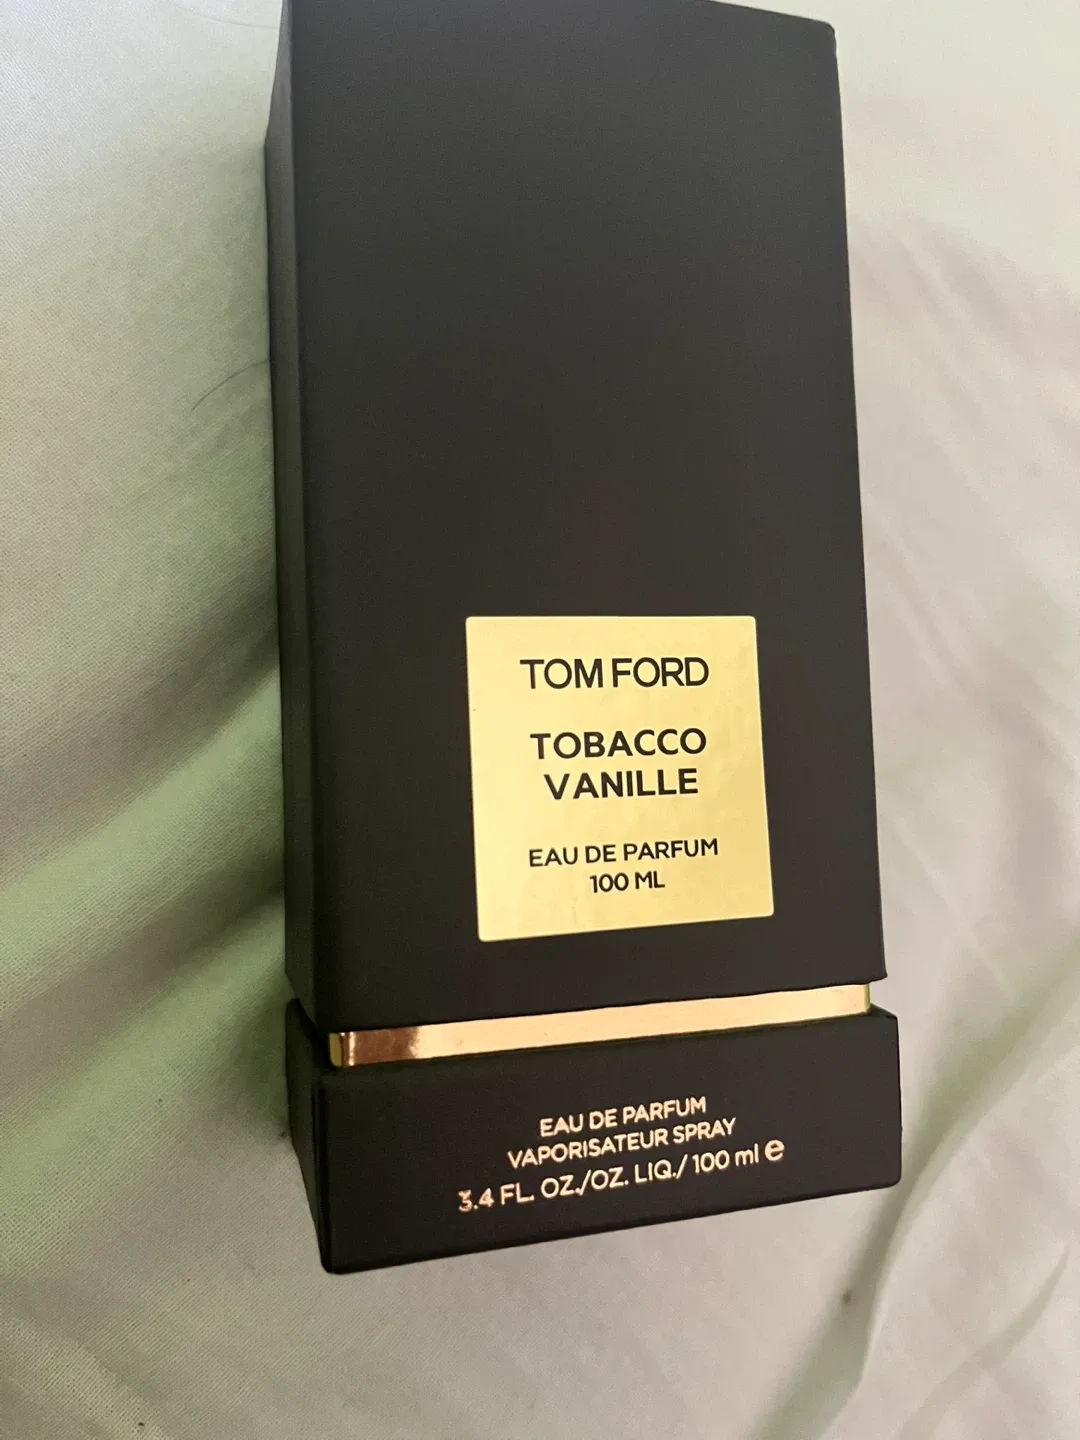 TOM FORD
TOBACCO
VANILLE
EAU DE PARFUM
100 ML
EAU DE PARFUM
VAPORISATEUR SPRAY
3.4 FL. OZ./OZ. LIQ./ 100 ml ℮